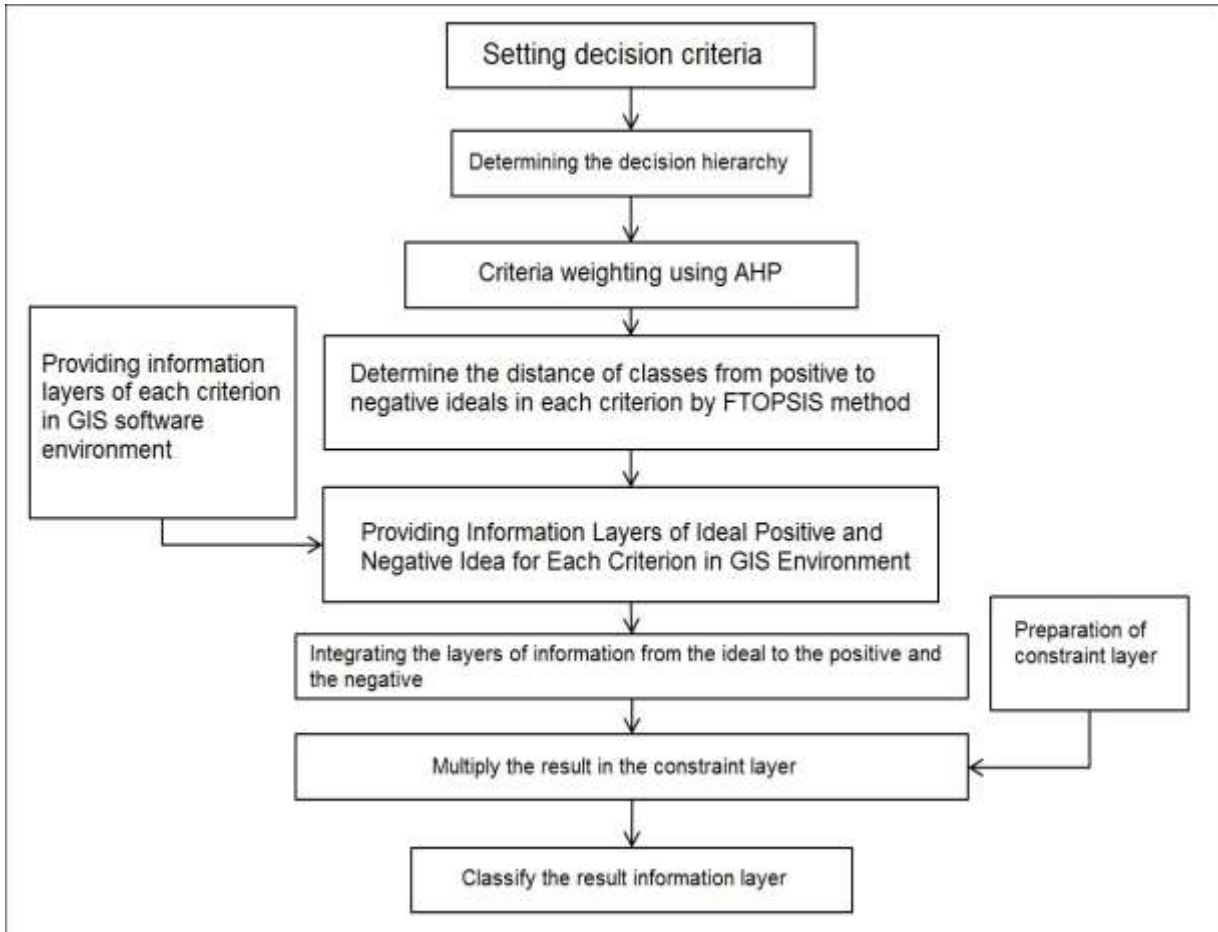 Setting decision criteria
Determining the decision hierarchy
Criteria weighting using AHP
Providing information
layers of each criterion
in GIS software
environment
Determine the distance of classes from positive to
negative ideals in each criterion by FTOPSIS method
Providing Information Layers of Ideal Positive and
Negative Idea for Each Criterion in GIS Environment
Integrating the layers of information from the ideal to the positive and
the negative
Preparation of
constraint layer
Multiply the result in the constraint layer
Classify the result information layer